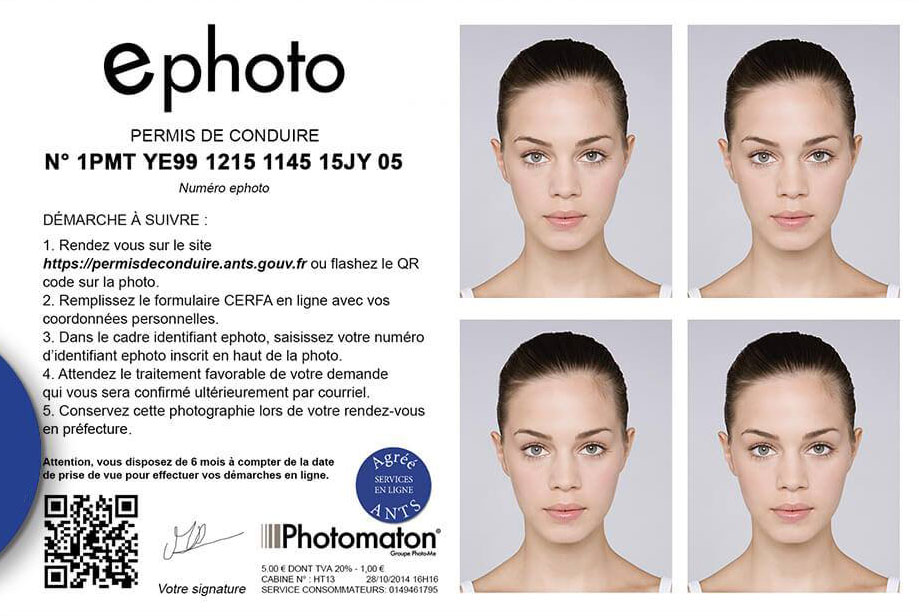 ephoto
PERMIS DE CONDUIRE
N° 1PMT YE99 1215 1145 15JY 05
Numéro ephoto
DÉMARCHE À SUIVRE :
1. Rendez vous sur le site
https://permisdeconduire.ants.gouv.fr ou flashez le QR
code sur la photo.
2. Remplissez le formulaire CERFA en ligne avec vos
coordonnées personnelles.
3. Dans le cadre identifiant ephoto, saisissez votre numéro
d'identifiant ephoto inscrit en haut de la photo.
4. Attendez le traitement favorable de votre demande
qui vous sera confirmé ultérieurement par courriel.
5. Conservez cette photographie lors de votre rendez-vous
en préfecture.
Attention, vous disposez de 6 mois à compter de la date
de prise de vue pour effectuer vos démarches en ligne.
Agréé
SERVICES
EN LIGNE
ANTS
Photomaton®
Groupe Photo-Me
Votre signature
5.00 € DONT TVA 20% - 1,00 €
CABINE N° : HT13 28/10/2014 16H16
SERVICE CONSOMMATEURS: 0149461795